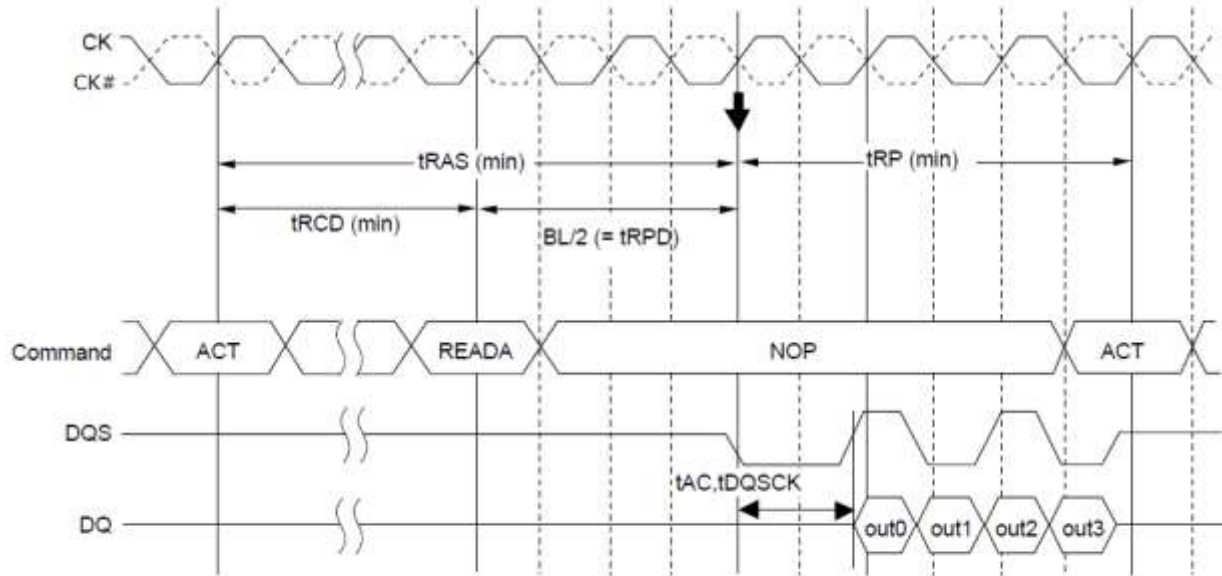 CK
CK#
tRAS (min)
tRP (min)
tRCD (min)
BL/2 (= tRPD)
Command
ACT
READA
NOP
ACT
DQS
tAC,tDQSCK
DQ
out0
out1
out2
out3